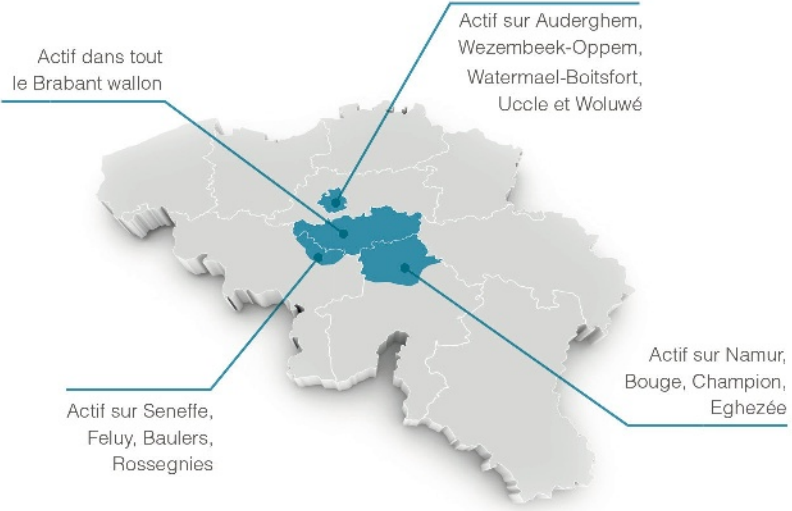 Actif sur Auderghem,
Wezembeek-Oppem,
Watermael-Boitsfort,
Uccle et Woluwé
Actif dans tout
le Brabant wallon
Actif sur Namur,
Bouge, Champion,
Eghezée
Actif sur Seneffe,
Feluy, Baulers,
Rossegnies